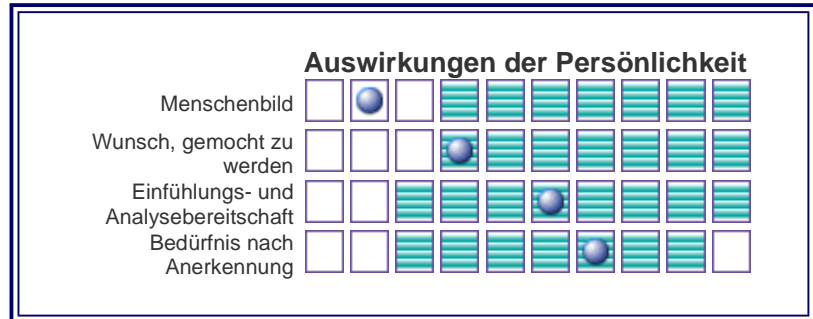 Auswirkungen der Persönlichkeit
Menschenbild
Wunsch, gemocht zu
werden
Einfühlungs- und
Analysebereitschaft
Bedürfnis nach
Anerkennung